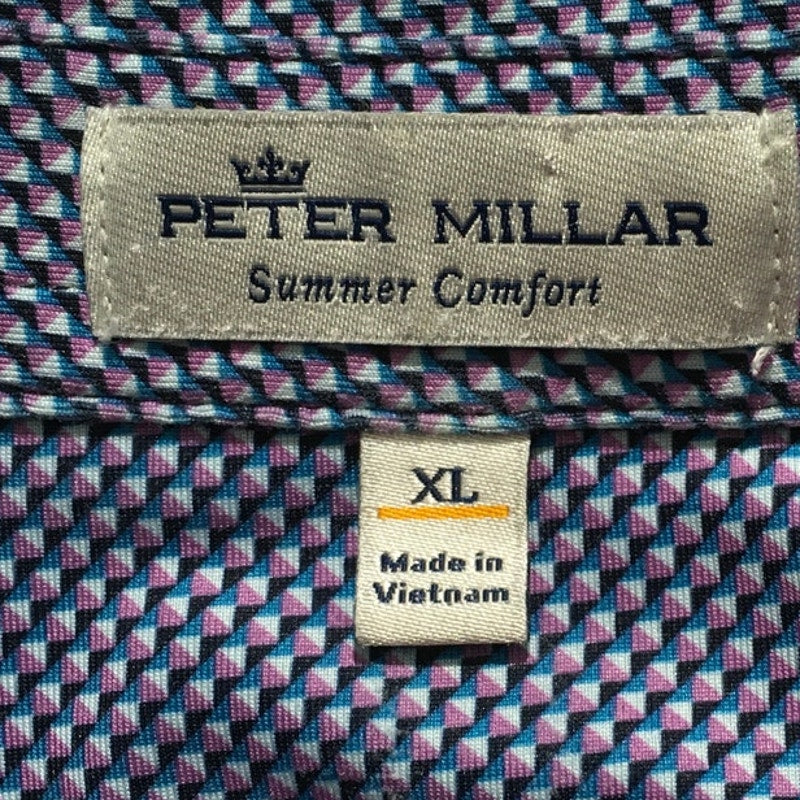 PETER MILLAR
Summer Comfort
XL
Made in
Vietnam